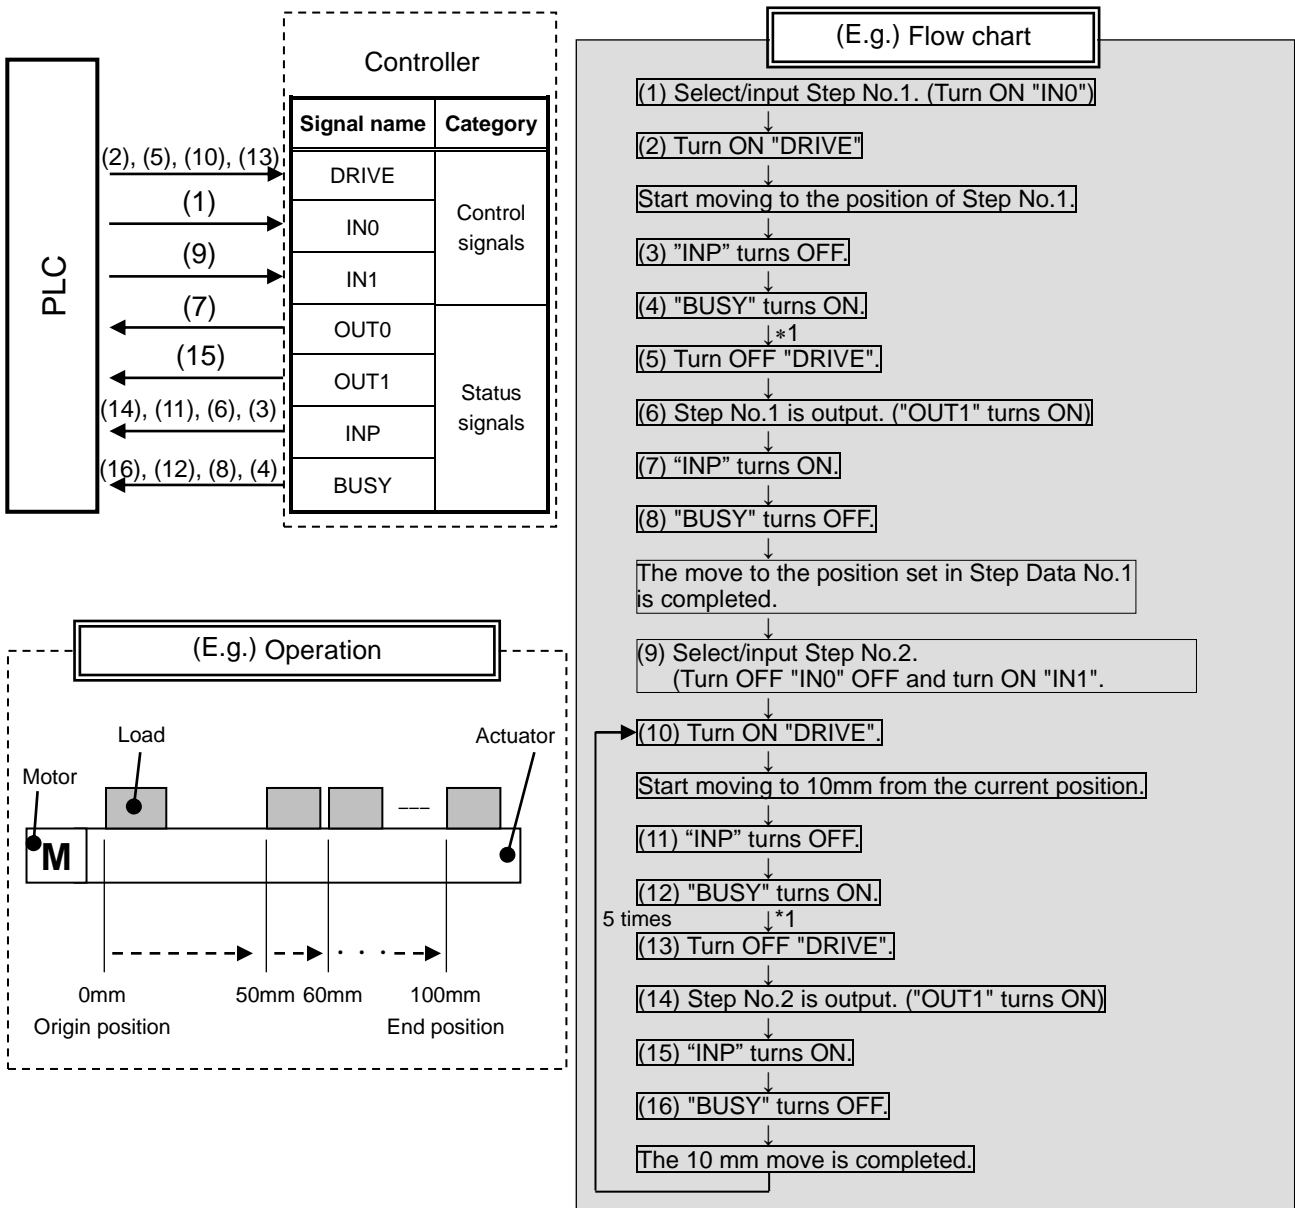 Controller
PLC
Signal name Category
DRIVE
IN0
IN1
OUT0
OUT1
INP
BUSY
Control
signals
Status
signals
(2), (5), (10), (13)
(1)
(9)
(7)
(15)
(14), (11), (6), (3)
(16), (12), (8), (4)
(E.g.) Operation
Load
Actuator
Motor
M
0mm 50mm 60mm 100mm
Origin position End position
(E.g.) Flow chart
(1) Select/input Step No.1. (Turn ON "IN0")
↓
(2) Turn ON "DRIVE"
↓
Start moving to the position of Step No.1.
↓
(3) "INP” turns OFF.
↓
(4) "BUSY" turns ON.
↓*1
(5) Turn OFF "DRIVE".
↓
(6) Step No.1 is output. ("OUT1" turns ON)
↓
(7) “INP” turns ON.
↓
(8) "BUSY" turns OFF.
↓
The move to the position set in Step Data No.1
is completed.
↓
(9) Select/input Step No.2.
(Turn OFF "IN0" OFF and turn ON "IN1".
↓
(10) Turn ON "DRIVE".
↓
Start moving to 10mm from the current position.
↓
(11) “INP” turns OFF.
↓
(12) "BUSY" turns ON.
5 times ↓*1
(13) Turn OFF "DRIVE".
↓
(14) Step No.2 is output. ("OUT1" turns ON)
↓
(15) “INP” turns ON.
↓
(16) "BUSY" turns OFF.
↓
The 10 mm move is completed.